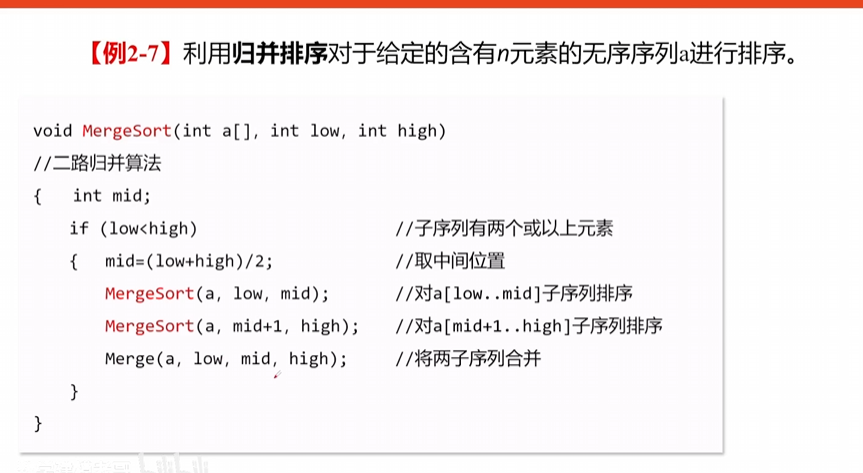 【例2-7】利用归并排序对于给定的含有n元素的无序序列a进行排序。
void MergeSort(int a[], int low, int high)
//二路归并算法
{ int mid;
if (low<high) //子序列有两个或以上元素
{ mid=(low+high)/2; //取中间位置
MergeSort(a, low, mid); //对a[low..mid]子序列排序
MergeSort(a, mid+1, high); //对a[mid+1..high]子序列排序
Merge(a, low, mid, high); //将两子序列合并
}
}